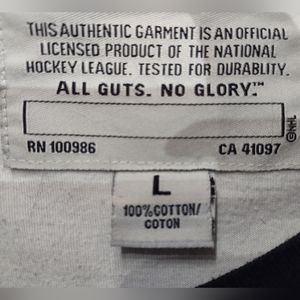 THIS AUTHENTIC GARMENT IS AN OFFICIAL
LICENSED PRODUCT OF THE NATIONAL
HOCKEY LEAGUE. TESTED FOR DURABLITY.
ALL GUTS. NO GLORY.™
©NHL
RN 100986 CA 41097
L
100%COTTON/
COTON